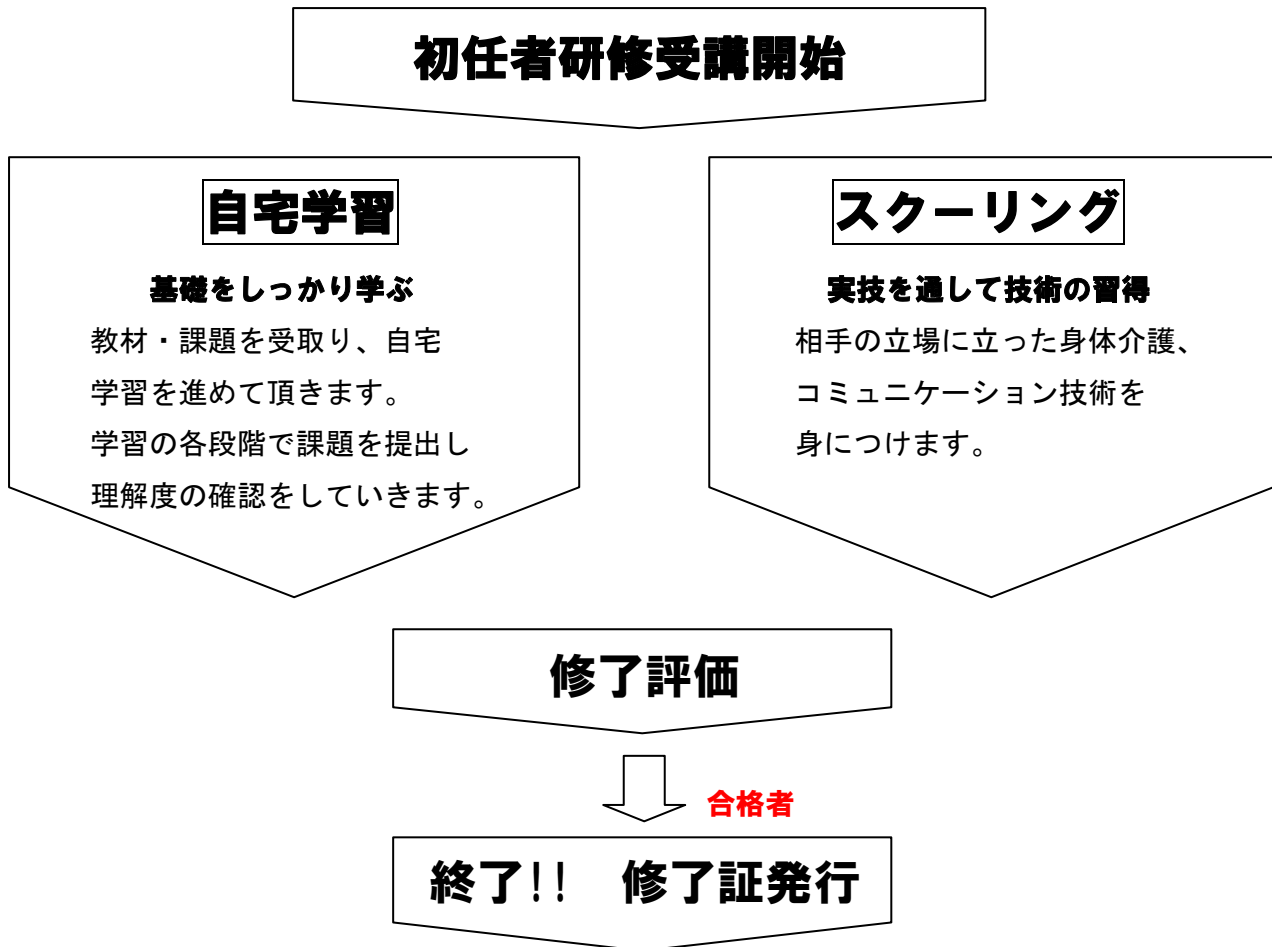 初任者研修受講開始
自宅学習
基礎をしっかり学ぶ
教材・課題を受取り、自宅
学習を進めて頂きます。
学習の各段階で課題を提出し
理解度の確認をしていきます。
スクーリング
実技を通して技術の習得
相手の立場に立った身体介護、
コミュニケーション技術を
身につけます。
修了評価
合格者
終了!!　修了証発行